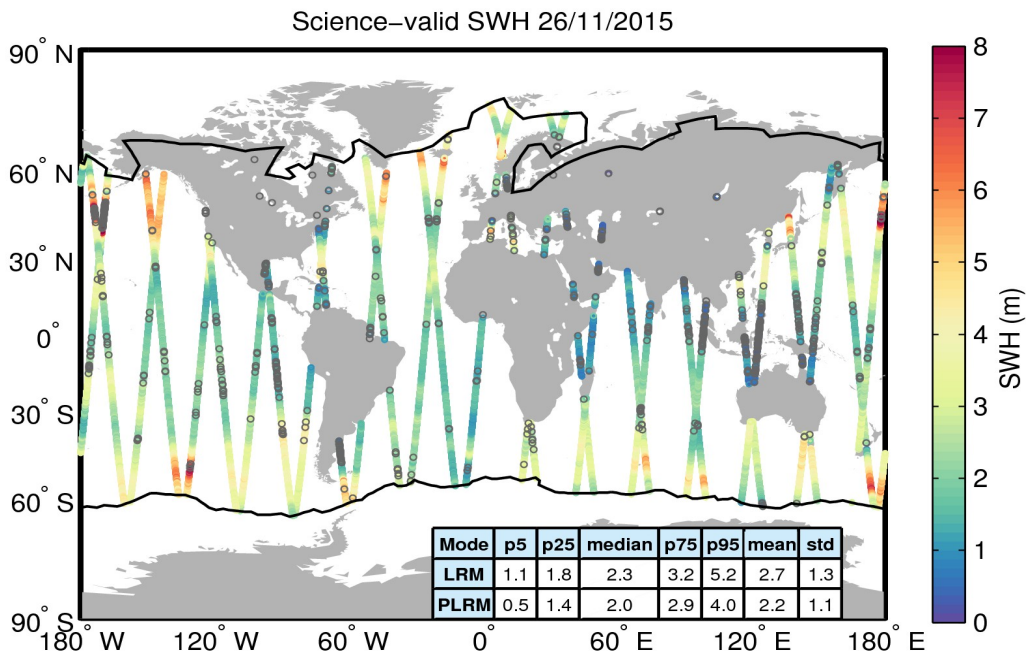 Science−valid SWH 26/11/2015
90° N
60° N
30° N
0°
30° S
60° S
90° S
180° W
120° W
60° W
0°
60° E
120° E
180° E
Mode p5 p25 median p75 p95 mean std
LRM 1.1 1.8 2.3 3.2 5.2 2.7 1.3
PLRM 0.5 1.4 2.0 2.9 4.0 2.2 1.1
8
7
6
5
4
3
2
1
0
SWH (m)